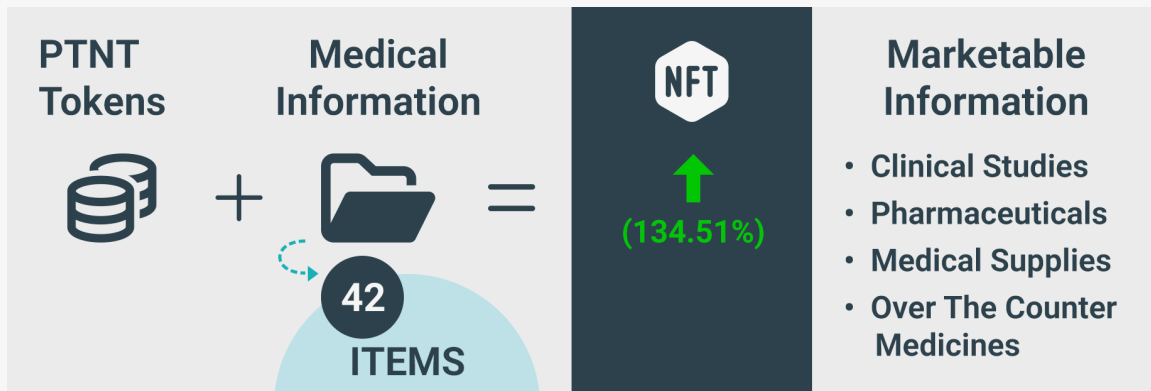 PTNT
Tokens
+
Medical
Information
42
ITEMS
=
NFT
(134.51%)
Marketable
Information
• Clinical Studies
• Pharmaceuticals
• Medical Supplies
• Over The Counter
Medicines